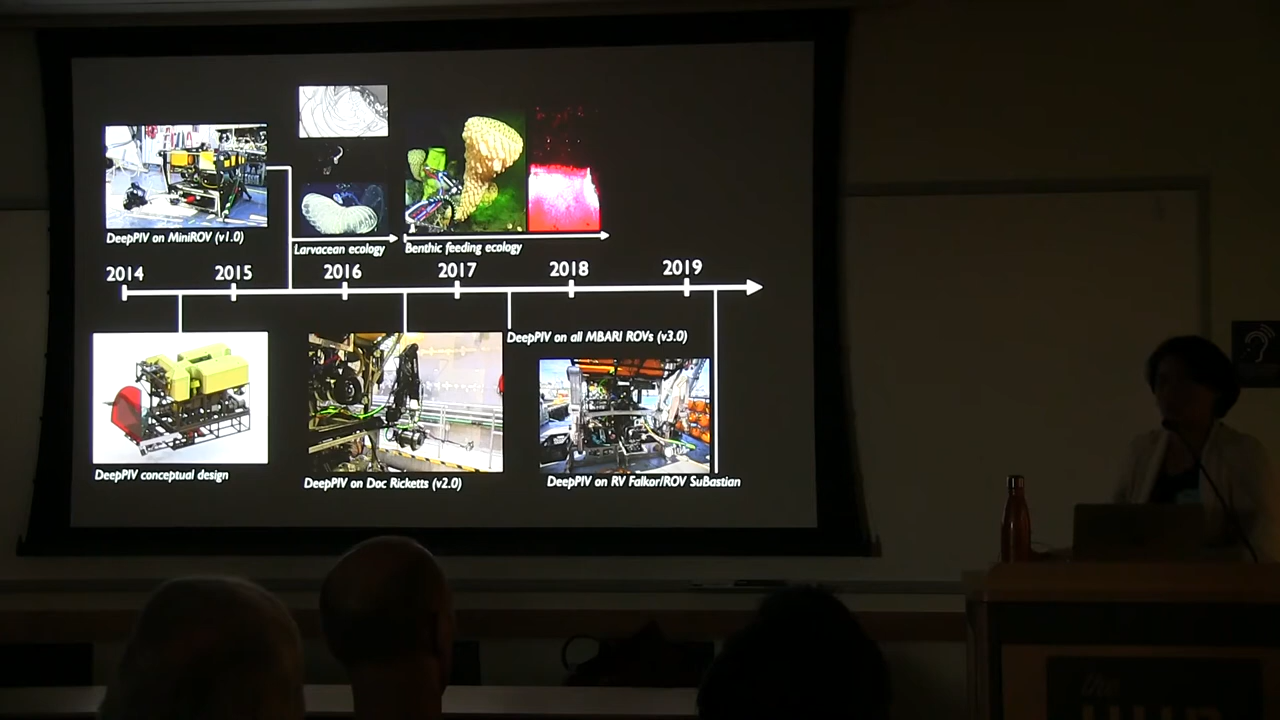 DeepPIV on MiniROV (v1.0)
Larvacean ecology
Benthic feeding ecology
2014 2015 2016 2017 2018 2019
DeepPIV on all MBARI ROVs (v3.0)
DeepPIV conceptual design
DeepPIV on Doc Ricketts (v2.0)
DeepPIV on RV Falkor/ROV SuBastian